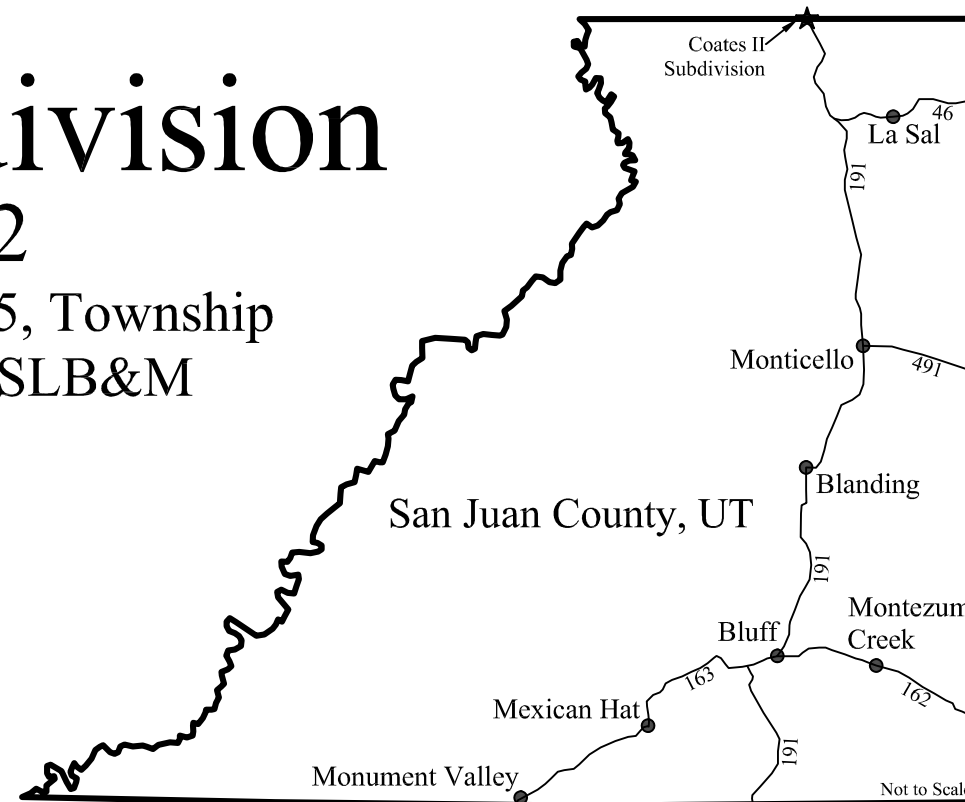 ivision
2
5, Township
SLB&M
Coates II
Subdivision
46
La Sal
191
Monticello
491
Blanding
San Juan County, UT
191
Montezum
Creek
Bluff
163
162
Mexican Hat
191
Monument Valley
Not to Scale